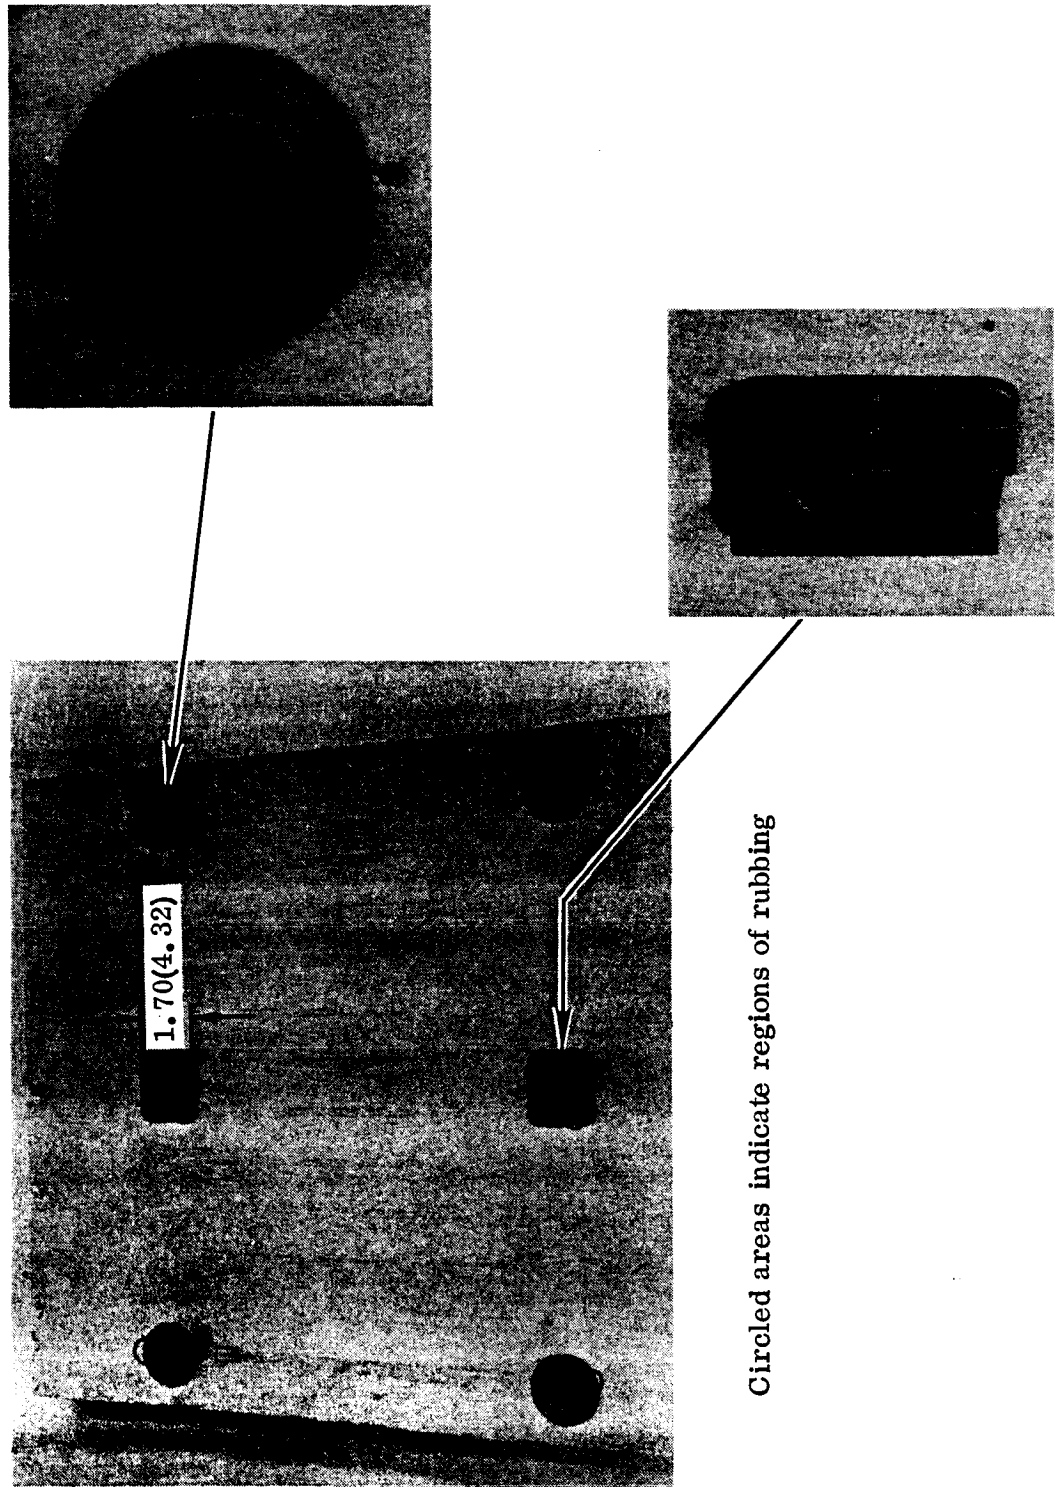 1.70(4.32)
Circled areas indicate regions of rubbing